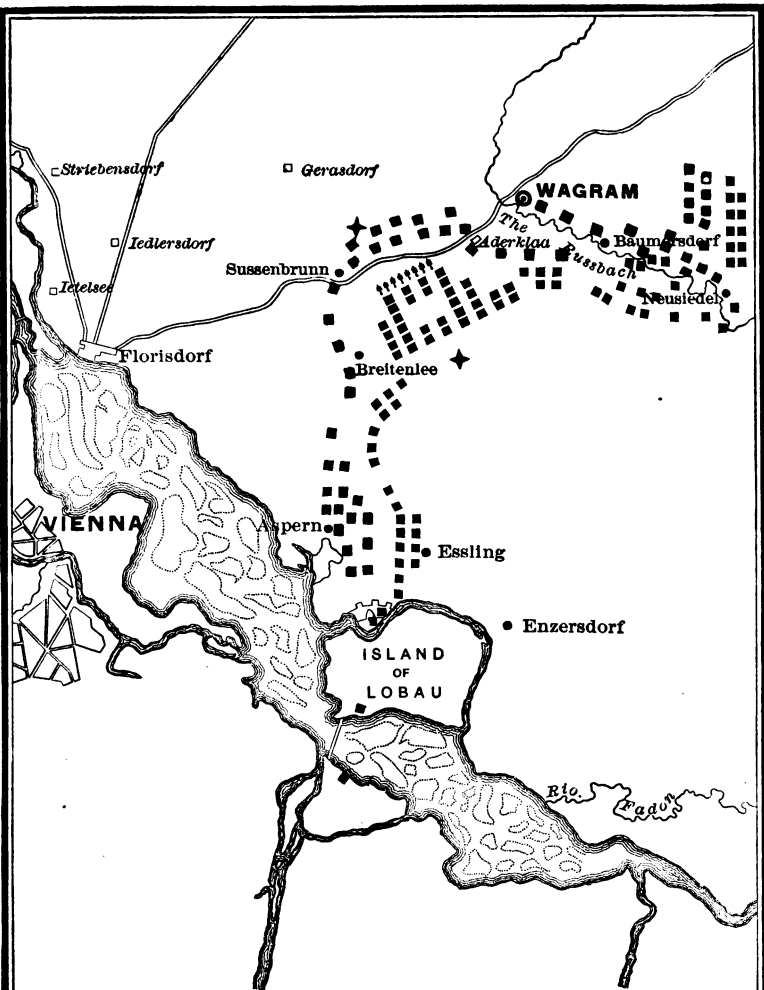 Striebensdorf
Gerasdorf
WAGRAM
The
Russbach
Aderklaa
Baumersdorf
Iedlersdorf
Sussenbrunn
Ietelsee
Neusiedel
Florisdorf
Breitenlee
VIENNA
Aspern
Essling
Enzersdorf
ISLAND
OF
LOBAU
Rio.
Fadon